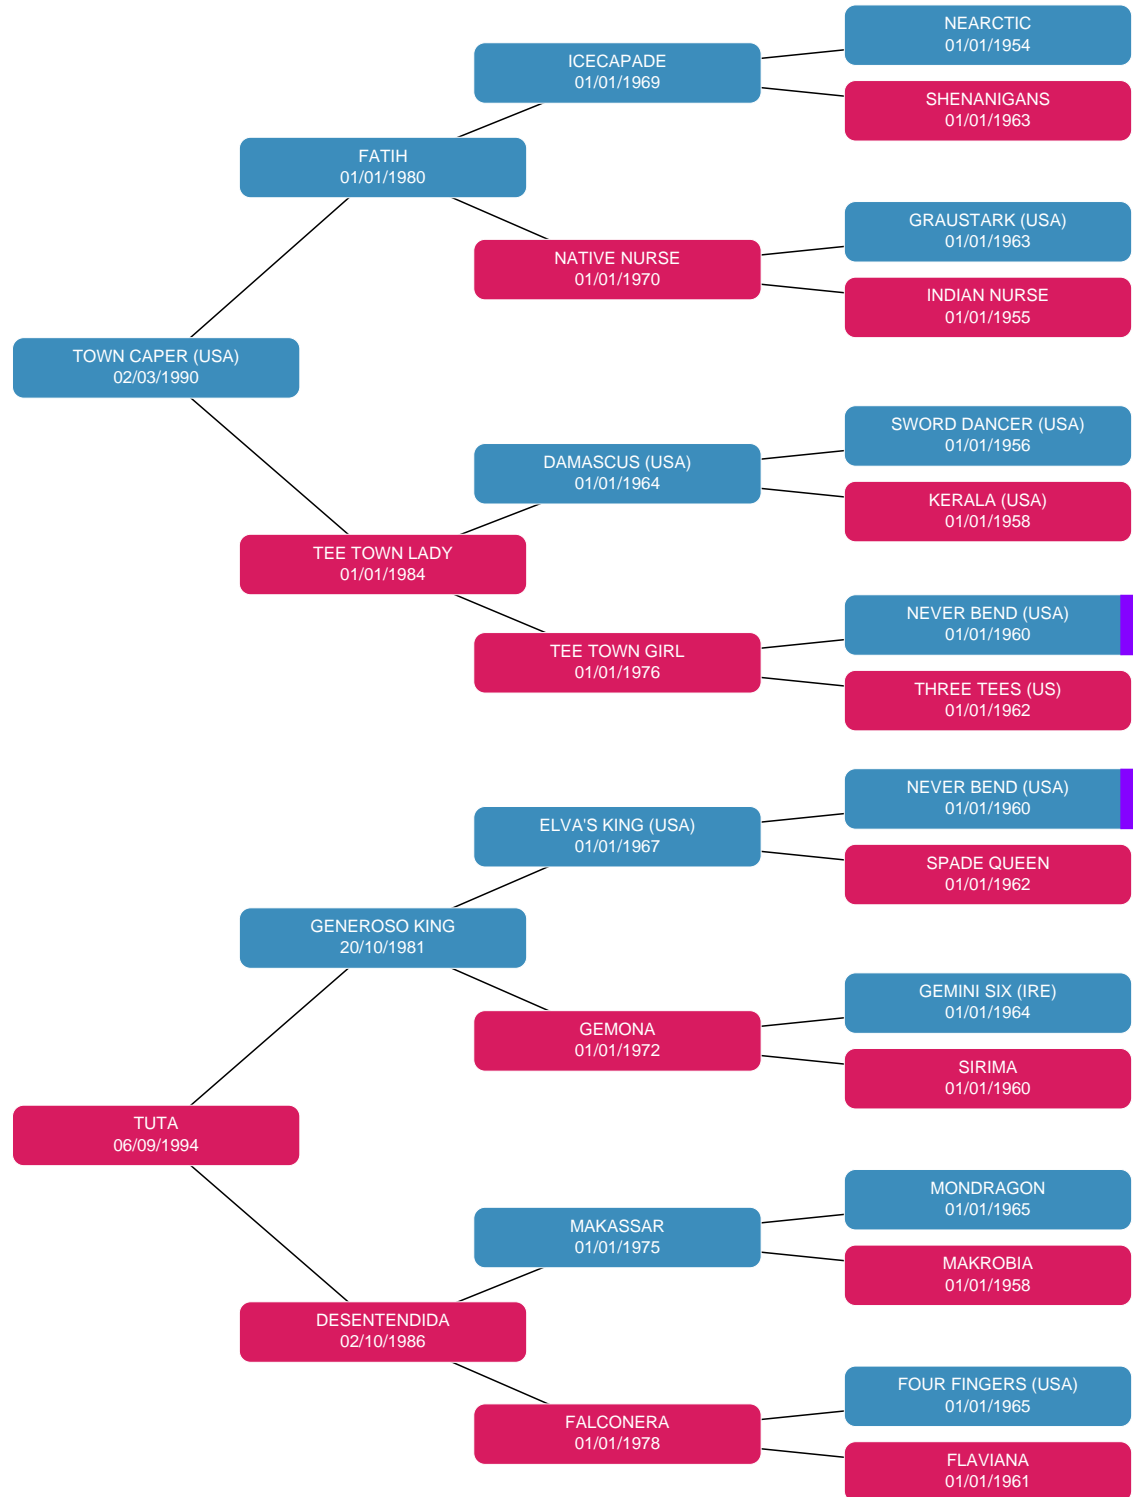 NEARCTIC
01/01/1954
ICECAPADE
01/01/1969
SHENANIGANS
01/01/1963
FATIH
01/01/1980
GRAUSTARK (USA)
01/01/1963
NATIVE NURSE
01/01/1970
INDIAN NURSE
01/01/1955
TOWN CAPER (USA)
02/03/1990
SWORD DANCER (USA)
01/01/1956
DAMASCUS (USA)
01/01/1964
KERALA (USA)
01/01/1958
TEE TOWN LADY
01/01/1984
NEVER BEND (USA)
01/01/1960
TEE TOWN GIRL
01/01/1976
THREE TEES (US)
01/01/1962
NEVER BEND (USA)
01/01/1960
ELVA'S KING (USA)
01/01/1967
SPADE QUEEN
01/01/1962
GENEROSO KING
20/10/1981
GEMINI SIX (IRE)
01/01/1964
GEMONA
01/01/1972
SIRIMA
01/01/1960
TUTA
06/09/1994
MONDRAGON
01/01/1965
MAKASSAR
01/01/1975
MAKROBIA
01/01/1958
DESENTENDIDA
02/10/1986
FOUR FINGERS (USA)
01/01/1965
FALCONERA
01/01/1978
FLAVIANA
01/01/1961